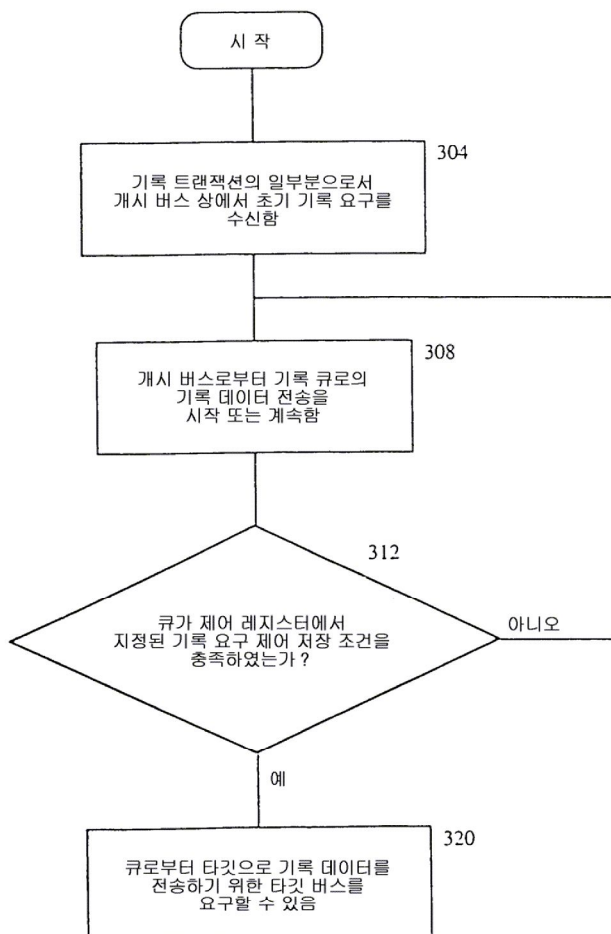 시 작
304
기록 트랜잭션의 일부분으로서
개시 버스 상에서 초기 기록 요구를
수신함
308
개시 버스로부터 기록 큐로의
기록 데이터 전송을
시작 또는 계속함
312
큐가 제어 레지스터에서
지정된 기록 요구 제어 저장 조건을
충족하였는가?
아니오
예
320
큐로부터 타깃으로 기록 데이터를
전송하기 위한 타깃 버스를
요구할 수 있음